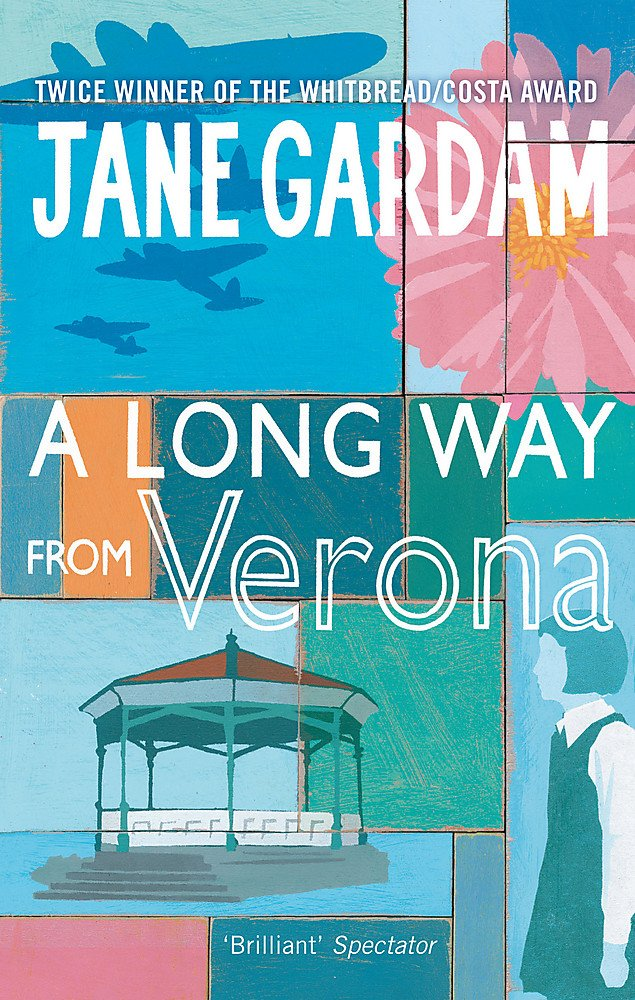 TWICE WINNER OF THE WHITBREAD/COSTA AWARD
JANE GARDAM
A LONG WAY
FROM Verona
‘Brilliant’ Spectator